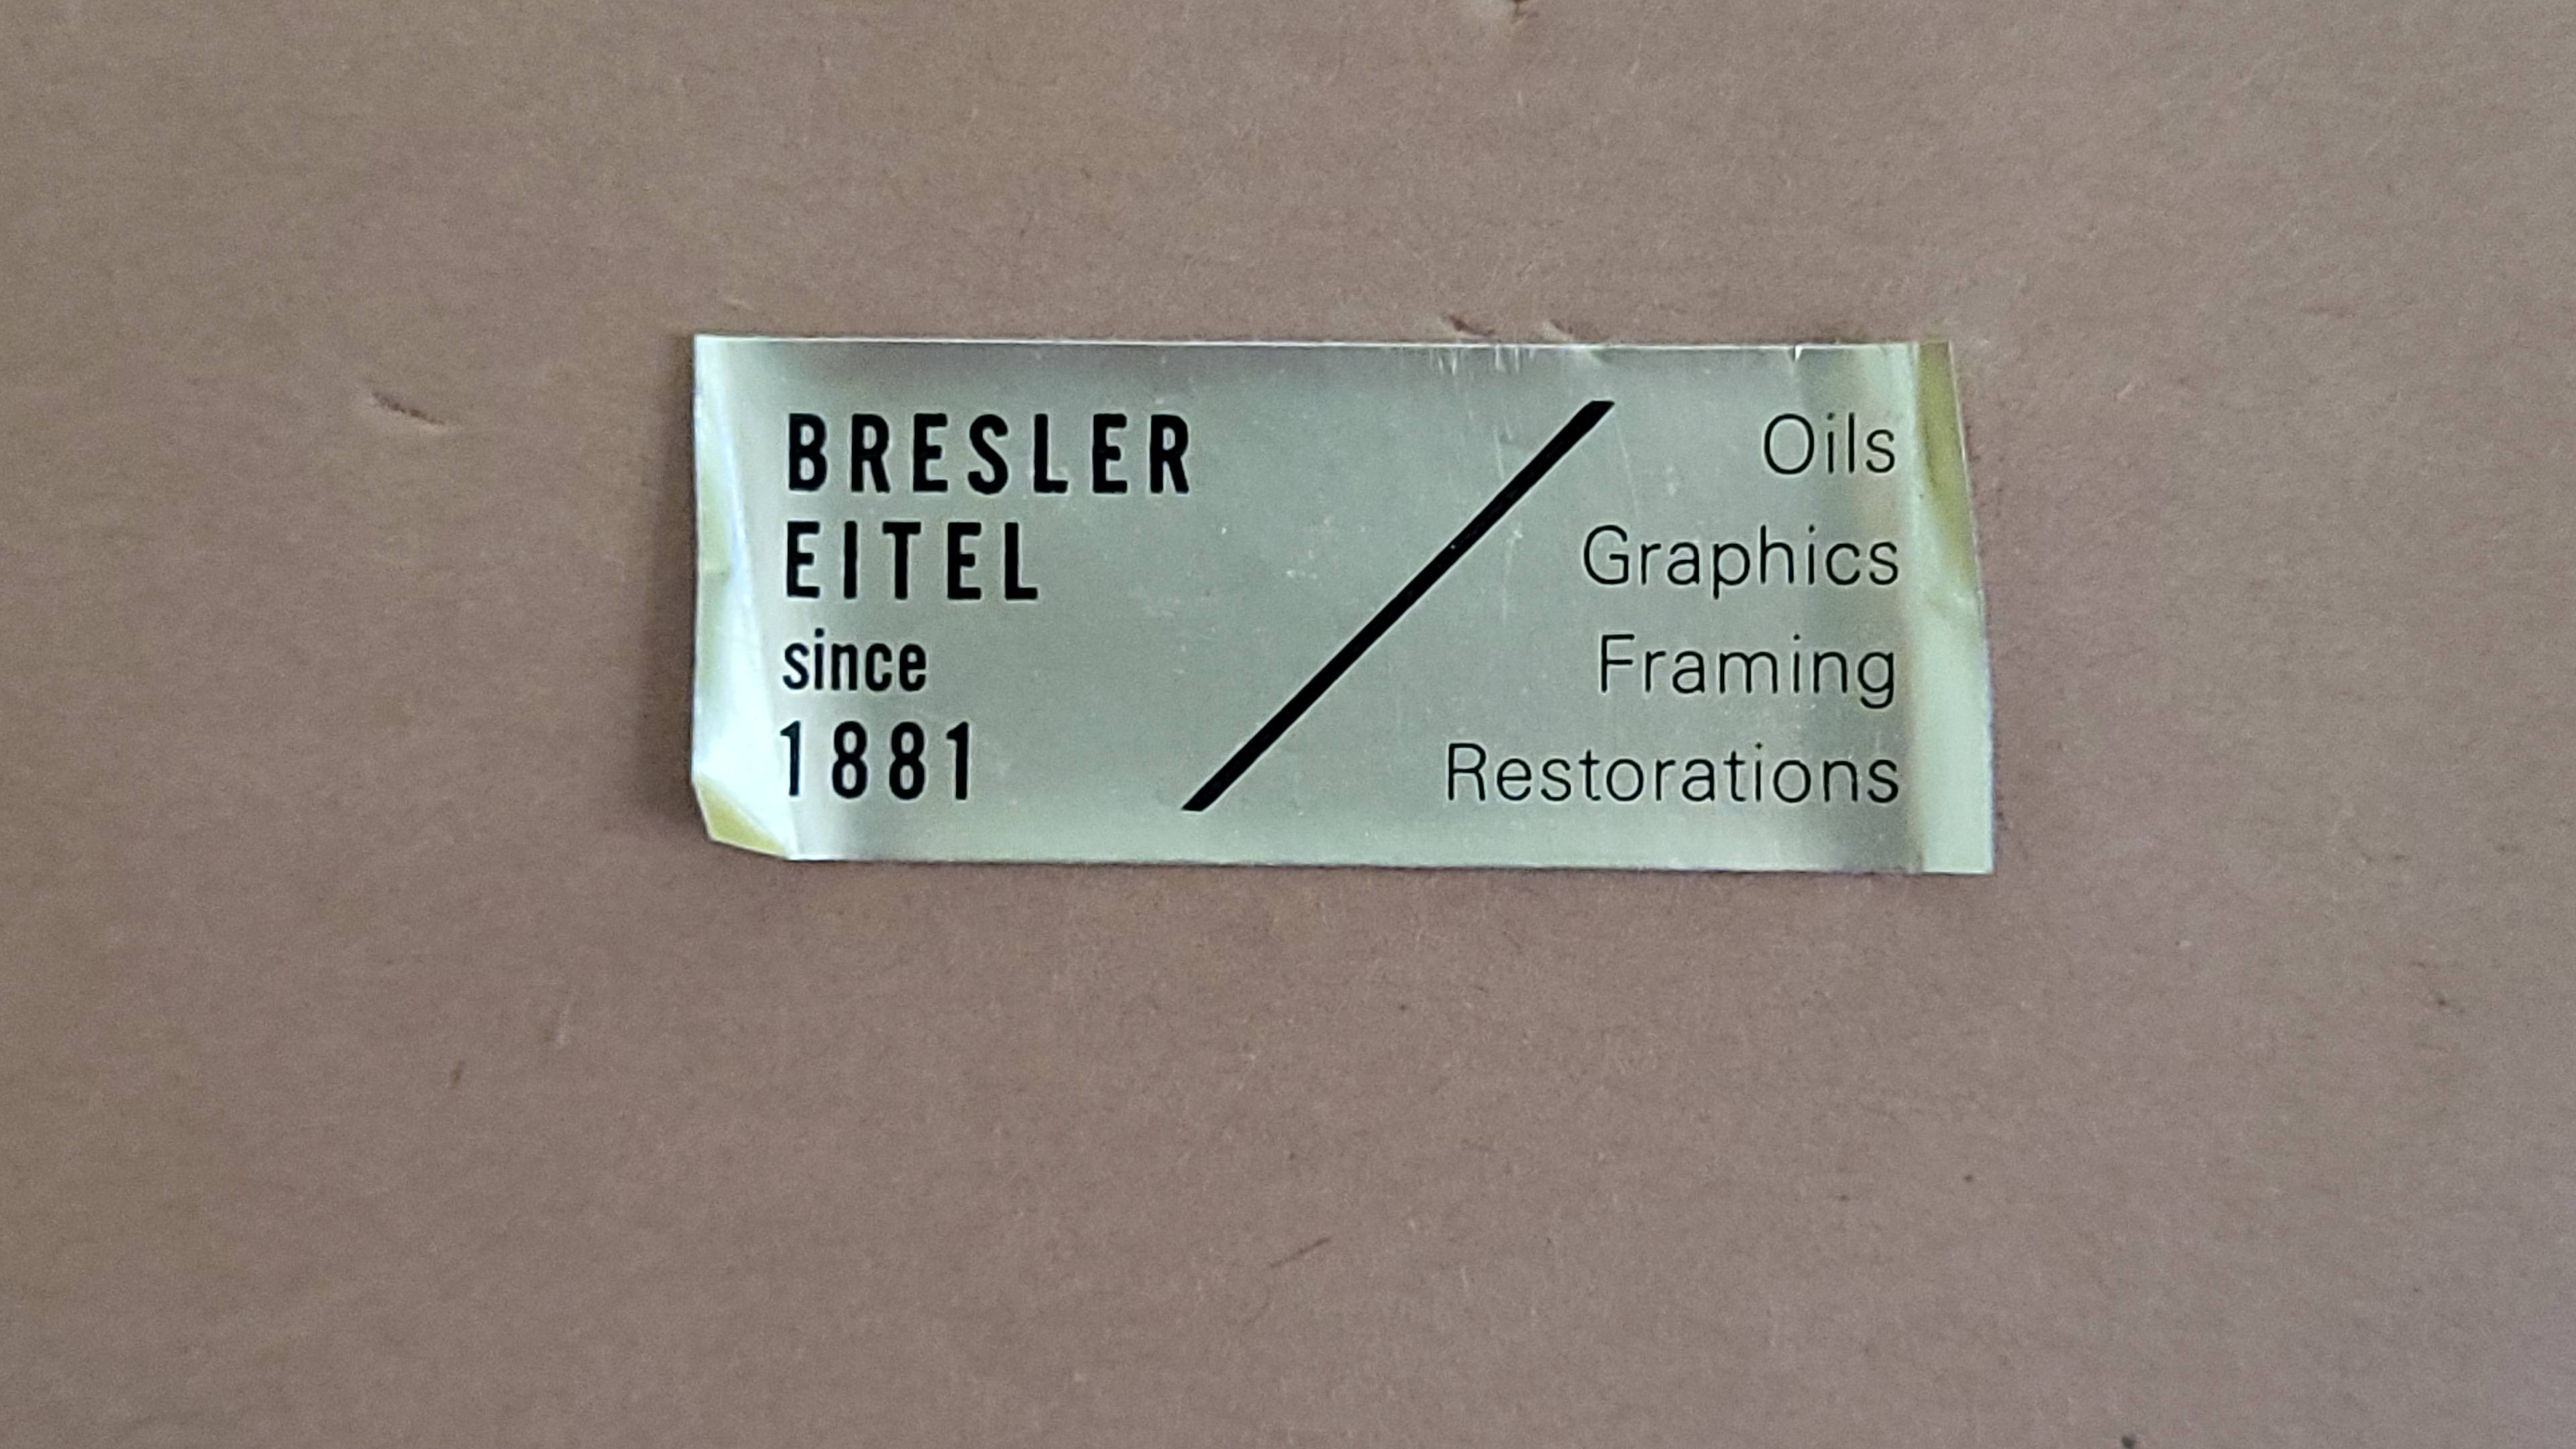 BRESLER
EITEL
since
1881
Oils
Graphics
Framing
Restorations